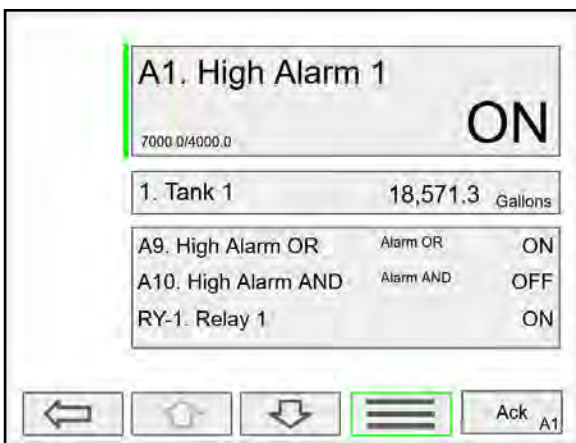 A1. High Alarm 1
ON
7000.0/4000.0
1. Tank 1 18,571.3 Gallons
A9. High Alarm OR Alarm OR ON
A10. High Alarm AND Alarm AND OFF
RY-1. Relay 1 ON
Ack A1